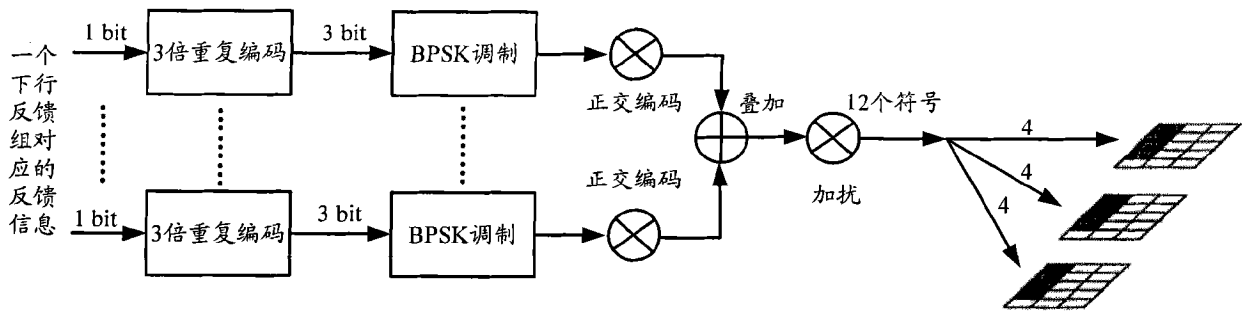 一个
下行
反馈
组对
应的
反馈
信息
1 bit
3倍重复编码
3 bit
BPSK调制
正交编码
叠加
12个符号
4
4
4
加扰
正交编码
1 bit
3倍重复编码
3 bit
BPSK调制